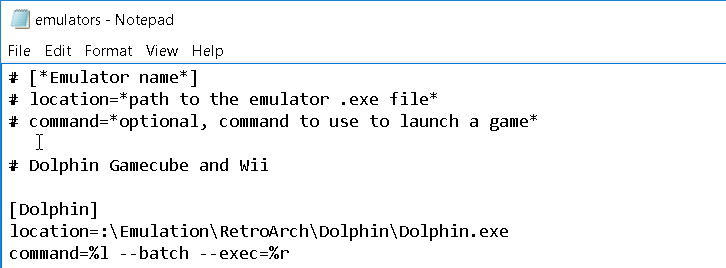 emulators - Notepad
File Edit Format View Help
# [*Emulator name*]
# location=*path to the emulator .exe file*
# command=*optional, command to use to launch a game*
# Dolphin Gamecube and Wii
[Dolphin]
location=:\Emulation\RetroArch\Dolphin\Dolphin.exe
command=%l --batch --exec=%r